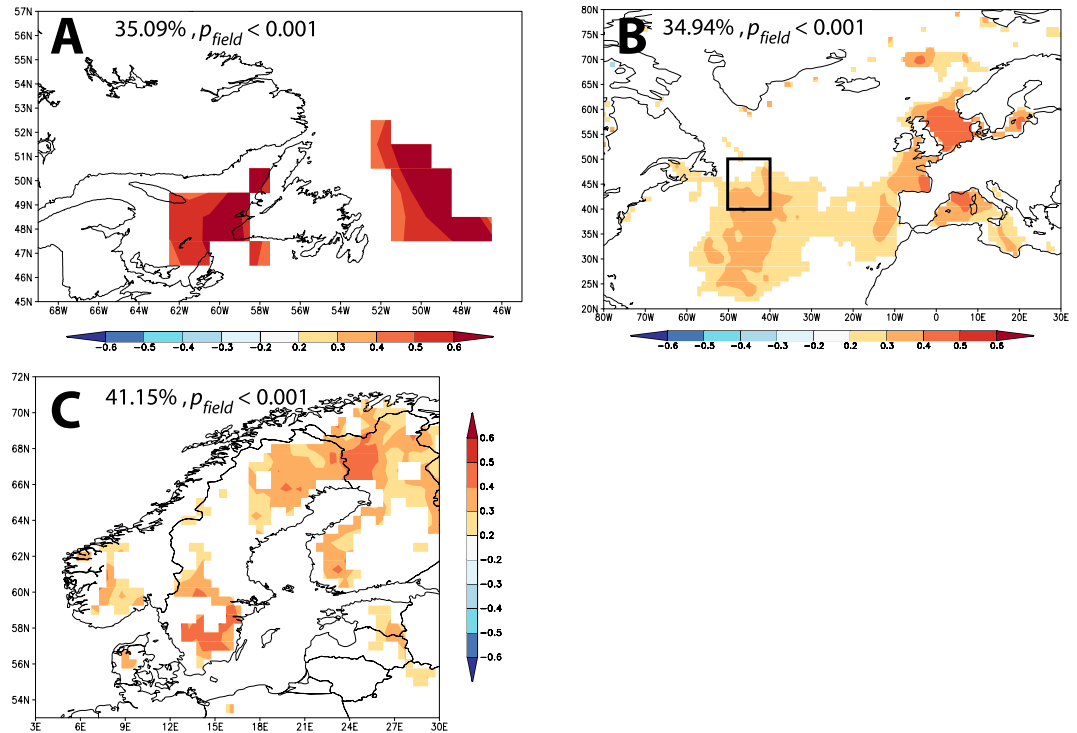 A 35.09% , p_field < 0.001
57N
56N
55N
54N
53N
52N
51N
50N
49N
48N
47N
46N
45N
68W 66W 64W 62W 60W 58W 56W 54W 52W 50W 48W 46W
-0.6 -0.5 -0.4 -0.3 -0.2 0.2 0.3 0.4 0.5 0.6
B 34.94% , p_field < 0.001
80N
75N
70N
65N
60N
55N
50N
45N
40N
35N
30N
25N
20N
80W 70W 60W 50W 40W 30W 20W 10W 0 10E 20E 30E
-0.6 -0.5 -0.4 -0.3 -0.2 0.2 0.3 0.4 0.5 0.6
C 41.15% , p_field < 0.001
72N
70N
68N
66N
64N
62N
60N
58N
56N
54N
3E 6E 9E 12E 15E 18E 21E 24E 27E 30E
0.6
0.5
0.4
0.3
0.2
-0.2
-0.3
-0.4
-0.5
-0.6